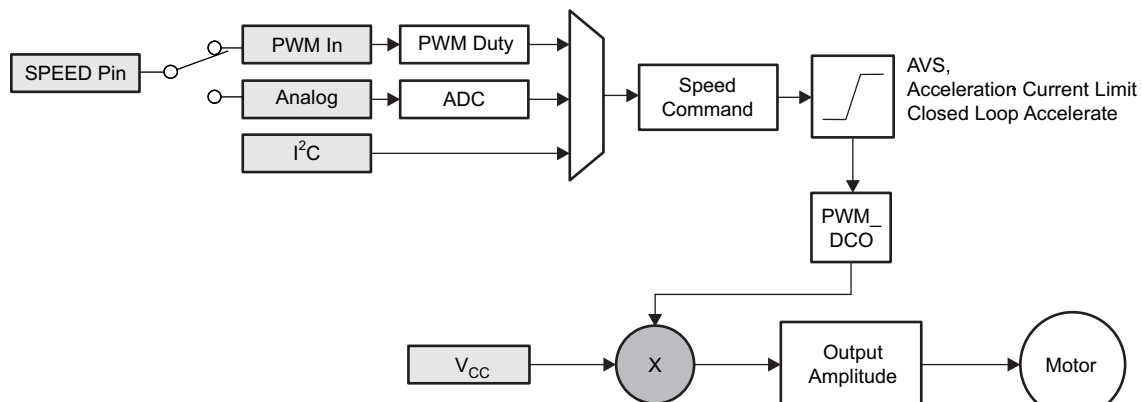 SPEED Pin
PWM In
PWM Duty
Analog
ADC
I²C
Speed
Command
AVS,
Acceleration Current Limit
Closed Loop Accelerate
PWM_
DCO
V_CC
X
Output
Amplitude
Motor